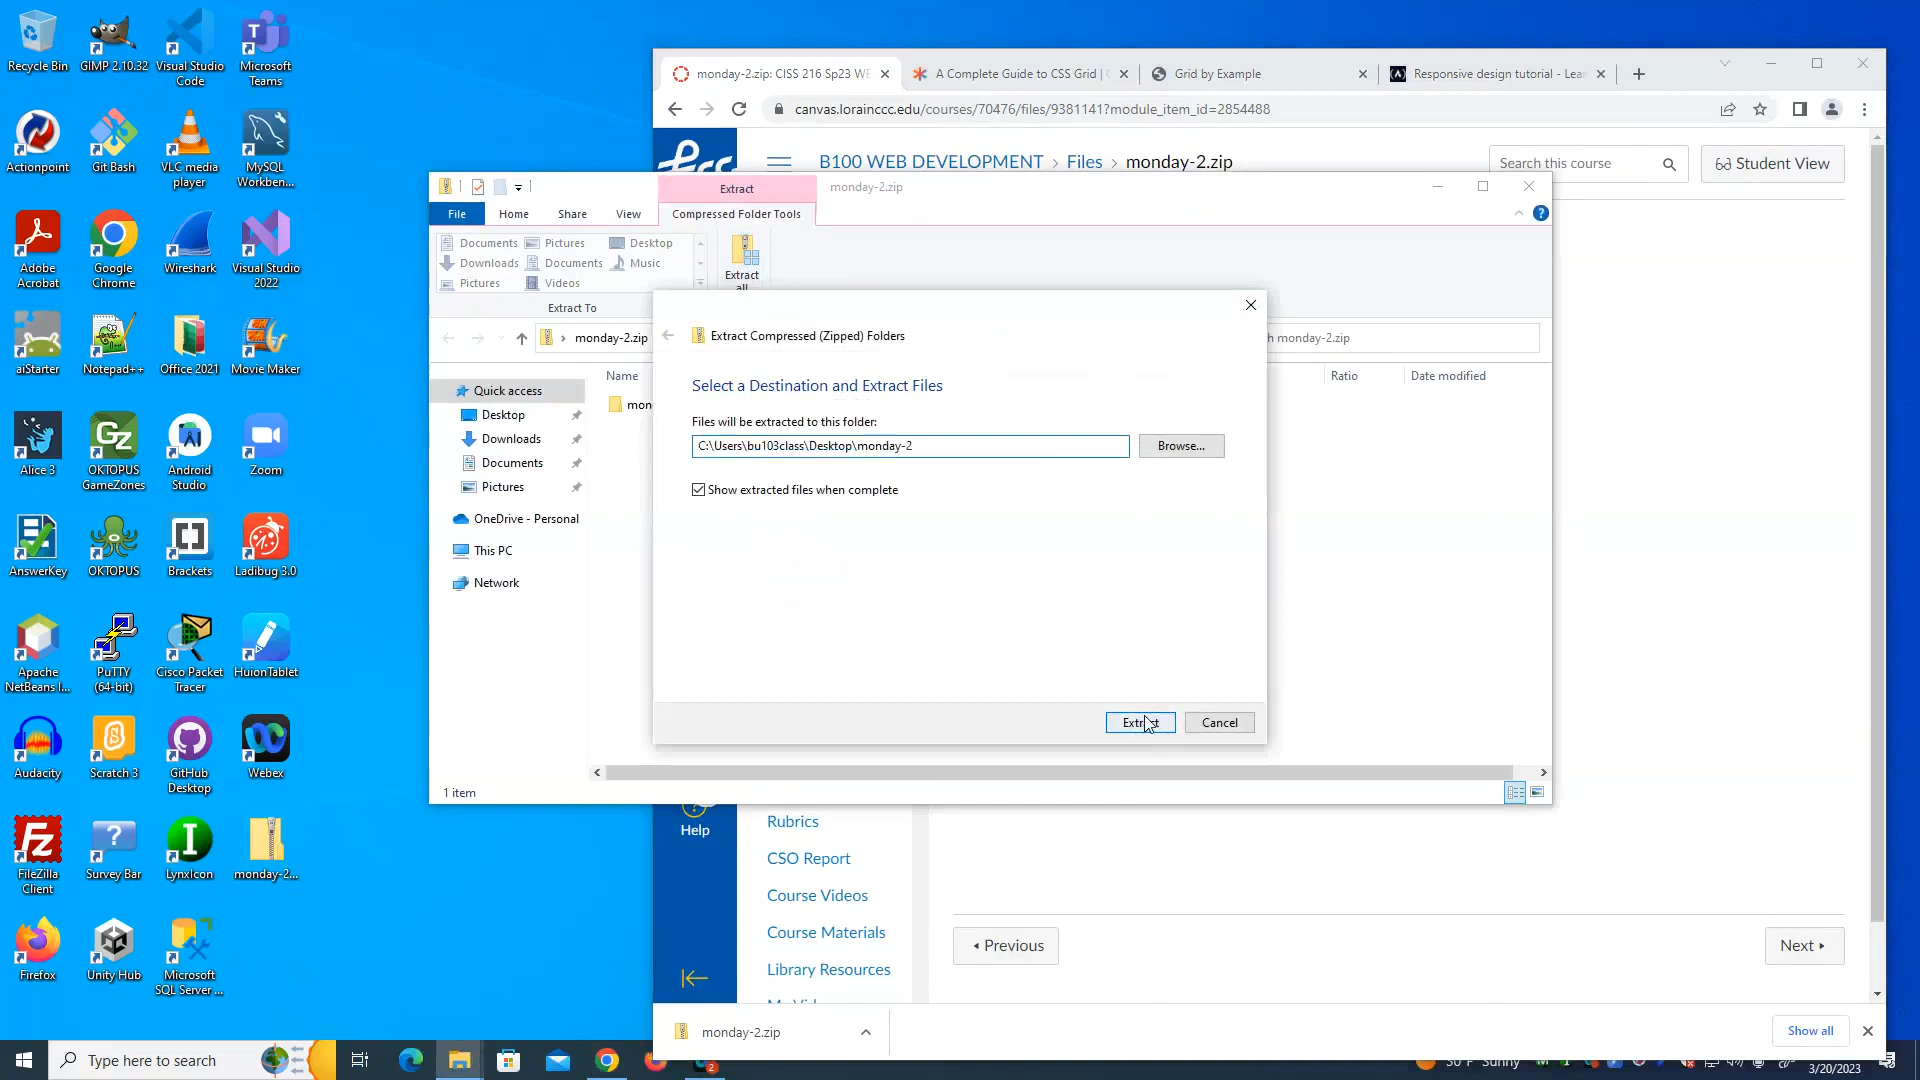 Recycle Bin
GIMP 2.10.32
Visual Studio
Code
Microsoft
Teams
Actionpoint
Git Bash
VLC media
player
MySQL
Workben...
Adobe
Acrobat
Google
Chrome
Wireshark
Visual Studio
2022
aiStarter
Notepad++
Office 2021
Movie Maker
Alice 3
OKTOPUS
GameZones
Android
Studio
Zoom
AnswerKey
OKTOPUS
Brackets
Ladibug 3.0
Apache
NetBeans I...
PuTTY
(64-bit)
Cisco Packet
Tracer
HuionTablet
Audacity
Scratch 3
GitHub
Desktop
Webex
FileZilla
Client
Survey Bar
LynxIcon
monday-2...
Firefox
Unity Hub
Microsoft
SQL Server ...
monday-2.zip: CISS 216 Sp23 WE
A Complete Guide to CSS Grid |
Grid by Example
Responsive design tutorial - Lea
canvas.lorainccc.edu/courses/70476/files/9381141?module_item_id=2854488
B100 WEB DEVELOPMENT > Files > monday-2.zip
Search this course
Student View
Extract
monday-2.zip
File
Home
Share
View
Compressed Folder Tools
Documents Pictures Desktop
Downloads Documents Music
Pictures Videos
Extract To
Extract
all
monday-2.zip
h monday-2.zip
Name
Ratio
Date modified
mon
Quick access
Desktop
Downloads
Documents
Pictures
OneDrive - Personal
This PC
Network
1 item
Extract Compressed (Zipped) Folders
Select a Destination and Extract Files
Files will be extracted to this folder:
C:\Users\bu103class\Desktop\monday-2
Browse...
Show extracted files when complete
Extract
Cancel
Help
Rubrics
CSO Report
Course Videos
Course Materials
Library Resources
Previous
Next
monday-2.zip
Show all
Type here to search
2
Sunny
3/20/2023